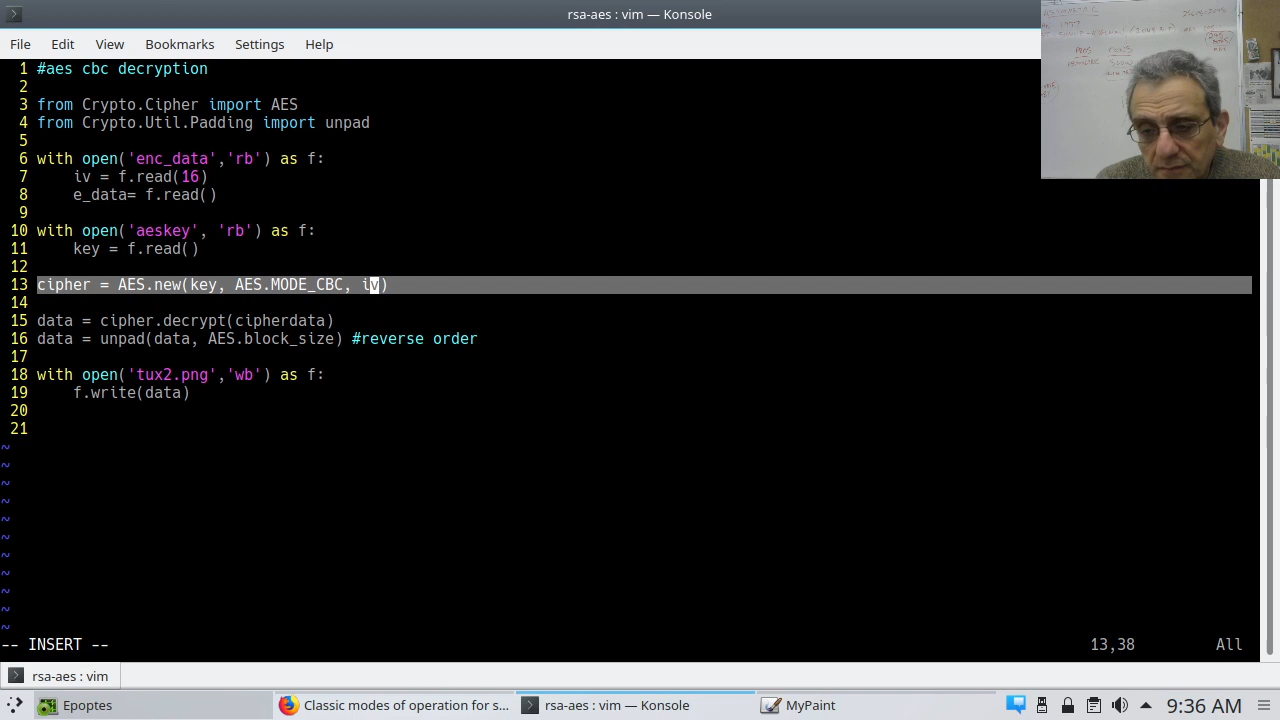 rsa-aes : vim — Konsole
File Edit View Bookmarks Settings Help
1 #aes cbc decryption
2
3 from Crypto.Cipher import AES
4 from Crypto.Util.Padding import unpad
5
6 with open('enc_data','rb') as f:
7     iv = f.read(16)
8     e_data= f.read()
9
10 with open('aeskey', 'rb') as f:
11     key = f.read()
12
13 cipher = AES.new(key, AES.MODE_CBC, iv)
14
15 data = cipher.decrypt(cipherdata)
16 data = unpad(data, AES.block_size) #reverse order
17
18 with open('tux2.png','wb') as f:
19     f.write(data)
20
21
~
~
~
~
~
~
~
~
~
~
~
-- INSERT -- 13,38 All
rsa-aes : vim
Epoptes Classic modes of operation for s... rsa-aes : vim — Konsole MyPaint 9:36 AM